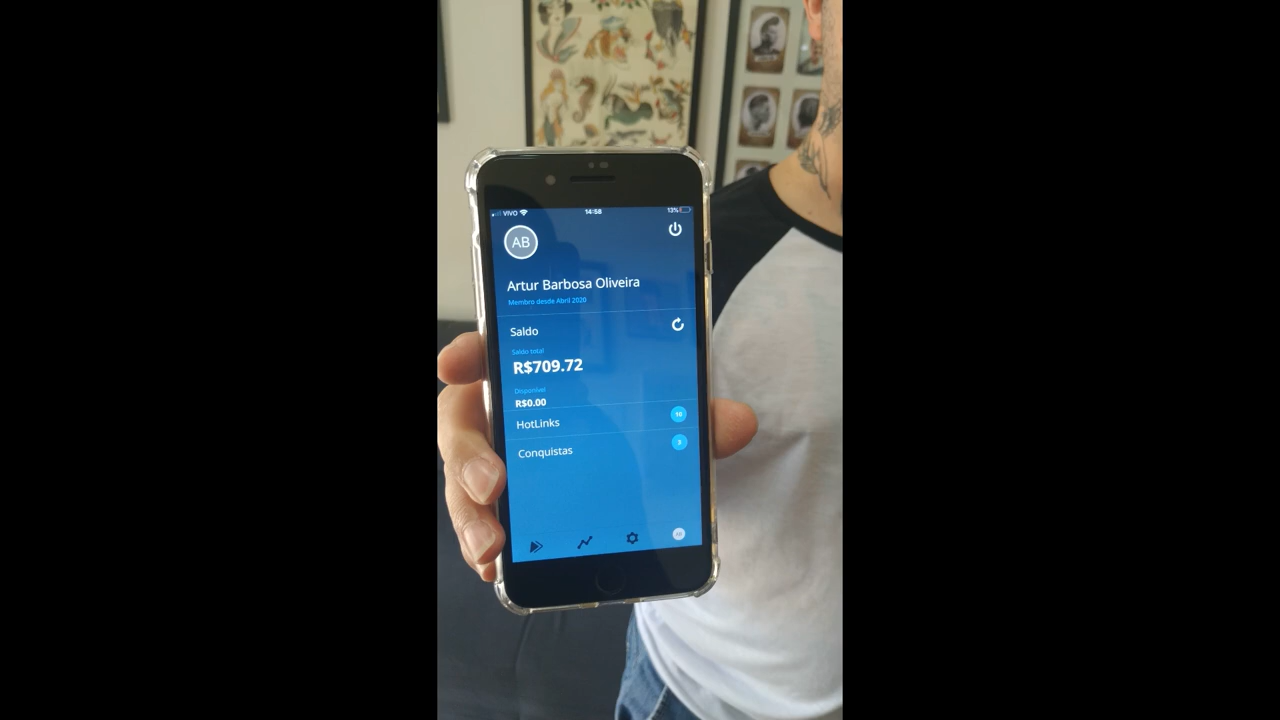 VIVO 14:58 13%
AB
Artur Barbosa Oliveira
Membro desde Abril 2020
Saldo
Saldo total
R$709.72
Disponível
R$0.00
HotLinks 10
Conquistas 3